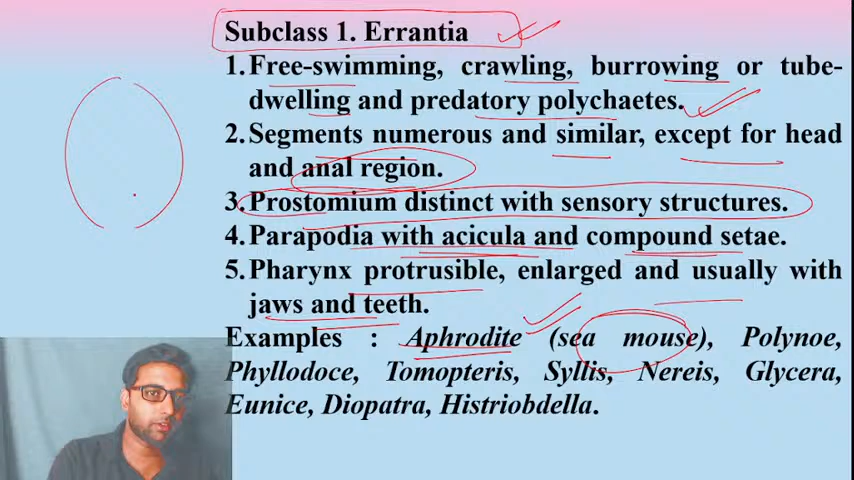 Subclass 1. Errantia
1. Free-swimming, crawling, burrowing or tube-
dwelling and predatory polychaetes.
2. Segments numerous and similar, except for head
and anal region.
3. Prostomium distinct with sensory structures.
4. Parapodia with acicula and compound setae.
5. Pharynx protrusible, enlarged and usually with
jaws and teeth.
Examples : Aphrodite (sea mouse), Polynoe,
Phyllodoce, Tomopteris, Syllis, Nereis, Glycera,
Eunice, Diopatra, Histriobdella.